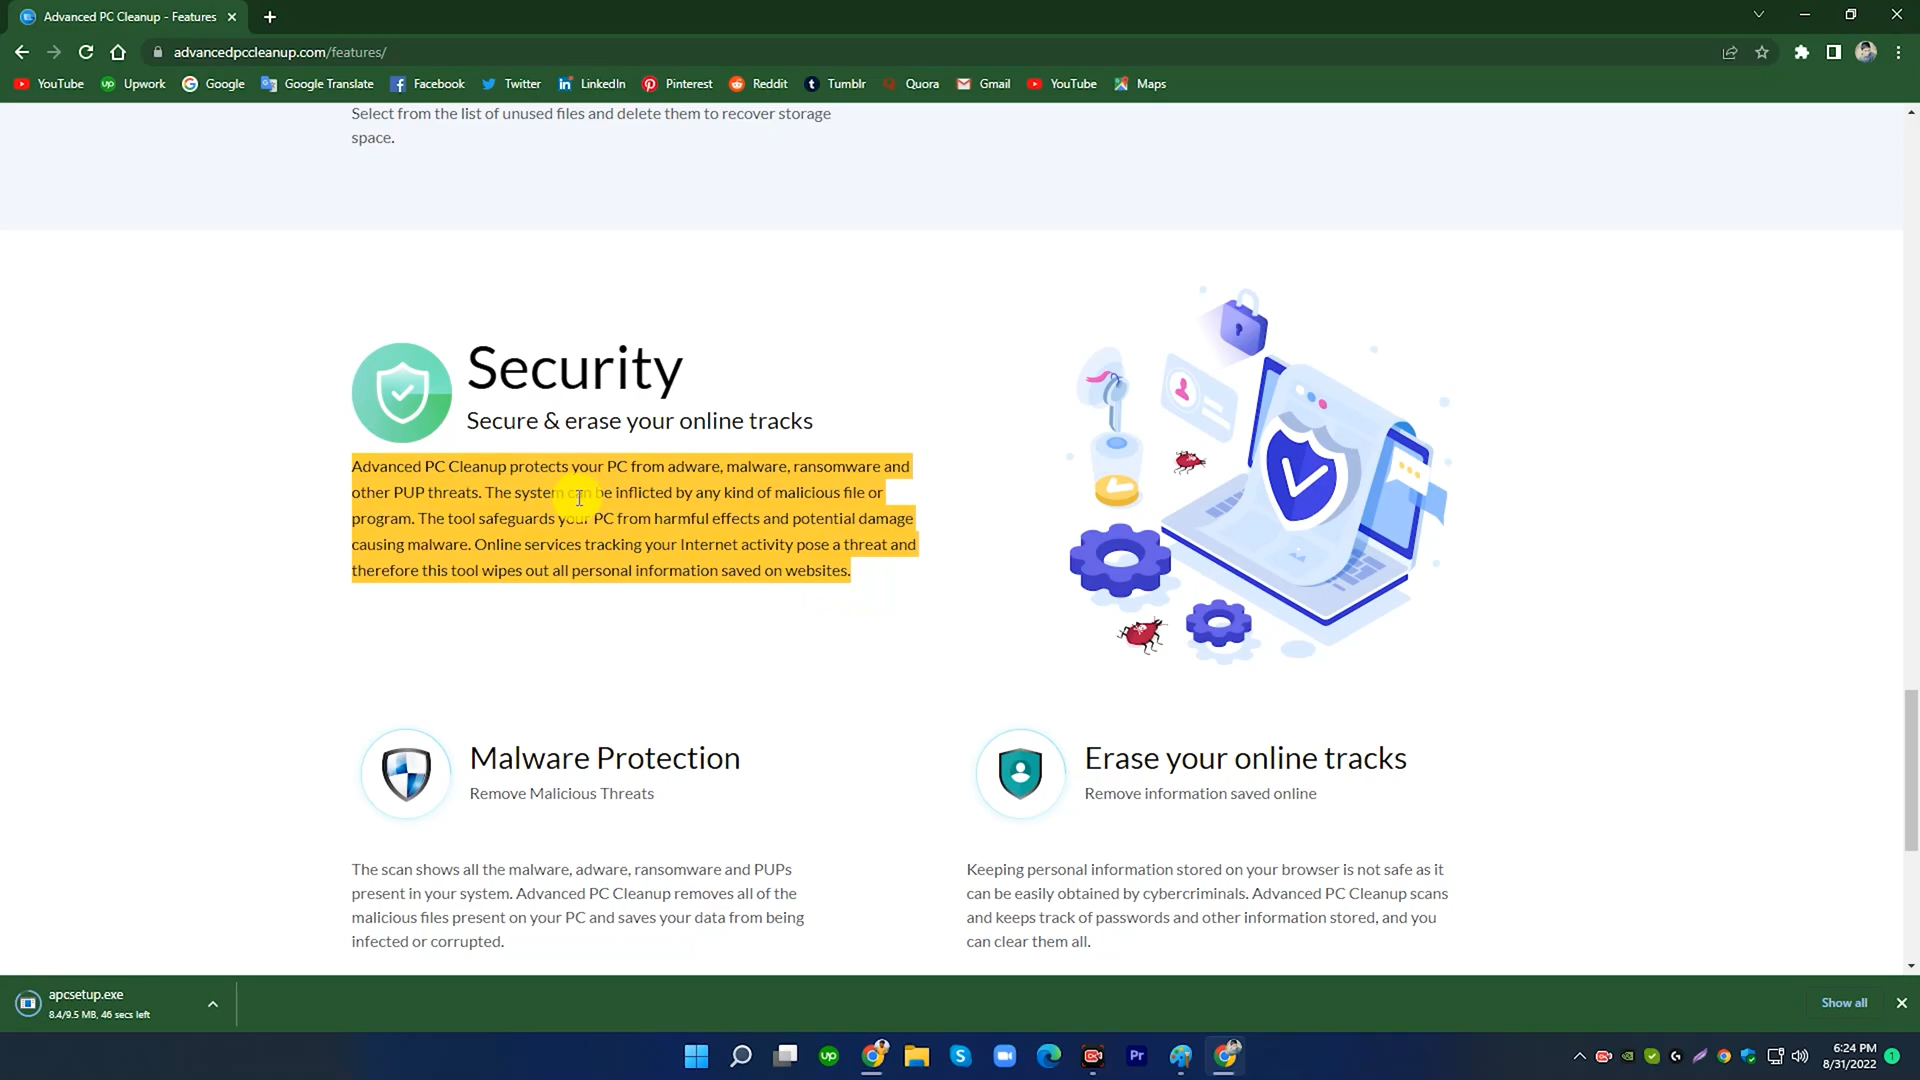 Advanced PC Cleanup - Features
advancedpccleanup.com/features/
YouTube Upwork Google Google Translate Facebook Twitter LinkedIn Pinterest Reddit Tumblr Quora Gmail YouTube Maps
Select from the list of unused files and delete them to recover storage
space.
Security
Secure & erase your online tracks
Advanced PC Cleanup protects your PC from adware, malware, ransomware and
other PUP threats. The system can be inflicted by any kind of malicious file or
program. The tool safeguards your PC from harmful effects and potential damage
causing malware. Online services tracking your Internet activity pose a threat and
therefore this tool wipes out all personal information saved on websites.
Malware Protection
Remove Malicious Threats
The scan shows all the malware, adware, ransomware and PUPs
present in your system. Advanced PC Cleanup removes all of the
malicious files present on your PC and saves your data from being
infected or corrupted.
Erase your online tracks
Remove information saved online
Keeping personal information stored on your browser is not safe as it
can be easily obtained by cybercriminals. Advanced PC Cleanup scans
and keeps track of passwords and other information stored, and you
can clear them all.
apcsetup.exe
8.4/9.5 MB, 46 secs left
Show all
up
Pr
6:24 PM
8/31/2022
1